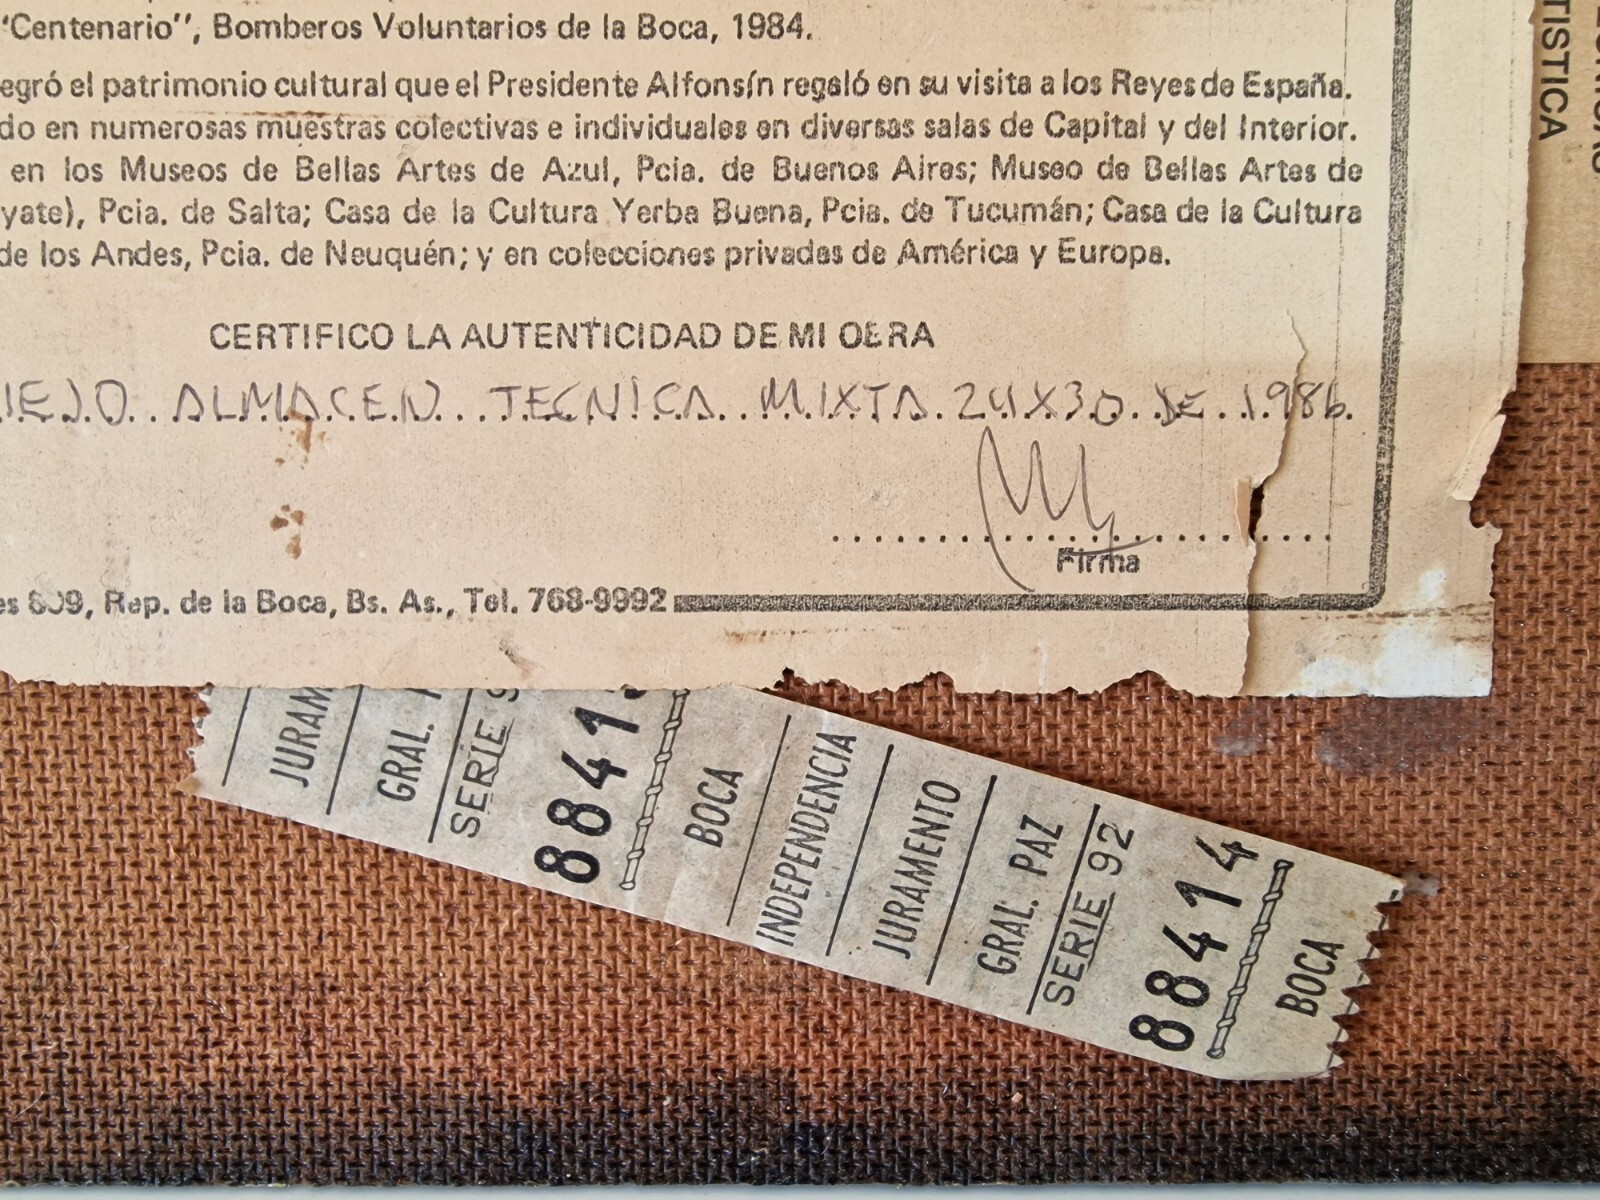 "Centenario", Bomberos Voluntarios de la Boca, 1984.
egró el patrimonio cultural que el Presidente Alfonsín regaló en su visita a los Reyes de España.
do en numerosas muestras colectivas e individuales en diversas salas de Capital y del Interior.
en los Museos de Bellas Artes de Azul, Pcia. de Buenos Aires; Museo de Bellas Artes de
yate), Pcia. de Salta; Casa de la Cultura Yerba Buena, Pcia. de Tucumán; Casa de la Cultura
de los Andes, Pcia. de Neuquén; y en colecciones privadas de América y Europa.
CERTIFICO LA AUTENTICIDAD DE MI OBRA
IEJO ALMACEN TECNICA MIXTA 24X30 DE 1986.
Firma
es 809, Rep. de la Boca, Bs. As., Tel. 768-9992
TISTICA
JURAM
GRAL.
SERIE 9
8841
BOCA
INDEPENDENCIA
JURAMENTO
GRAL. PAZ
SERIE 92
88414
BOCA